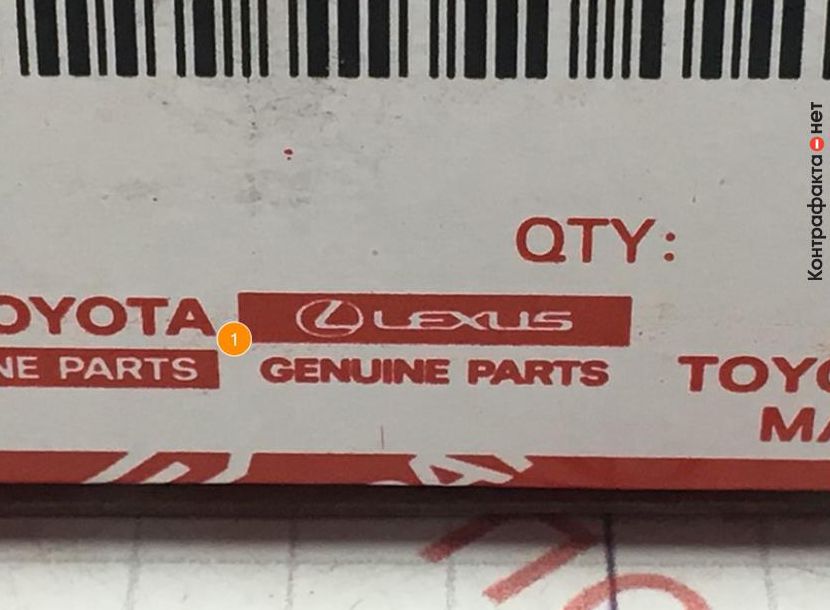 QTY:
OYOTA
NE PARTS
LEXUS
GENUINE PARTS
TOYO
MA
1
Контрафакта нет